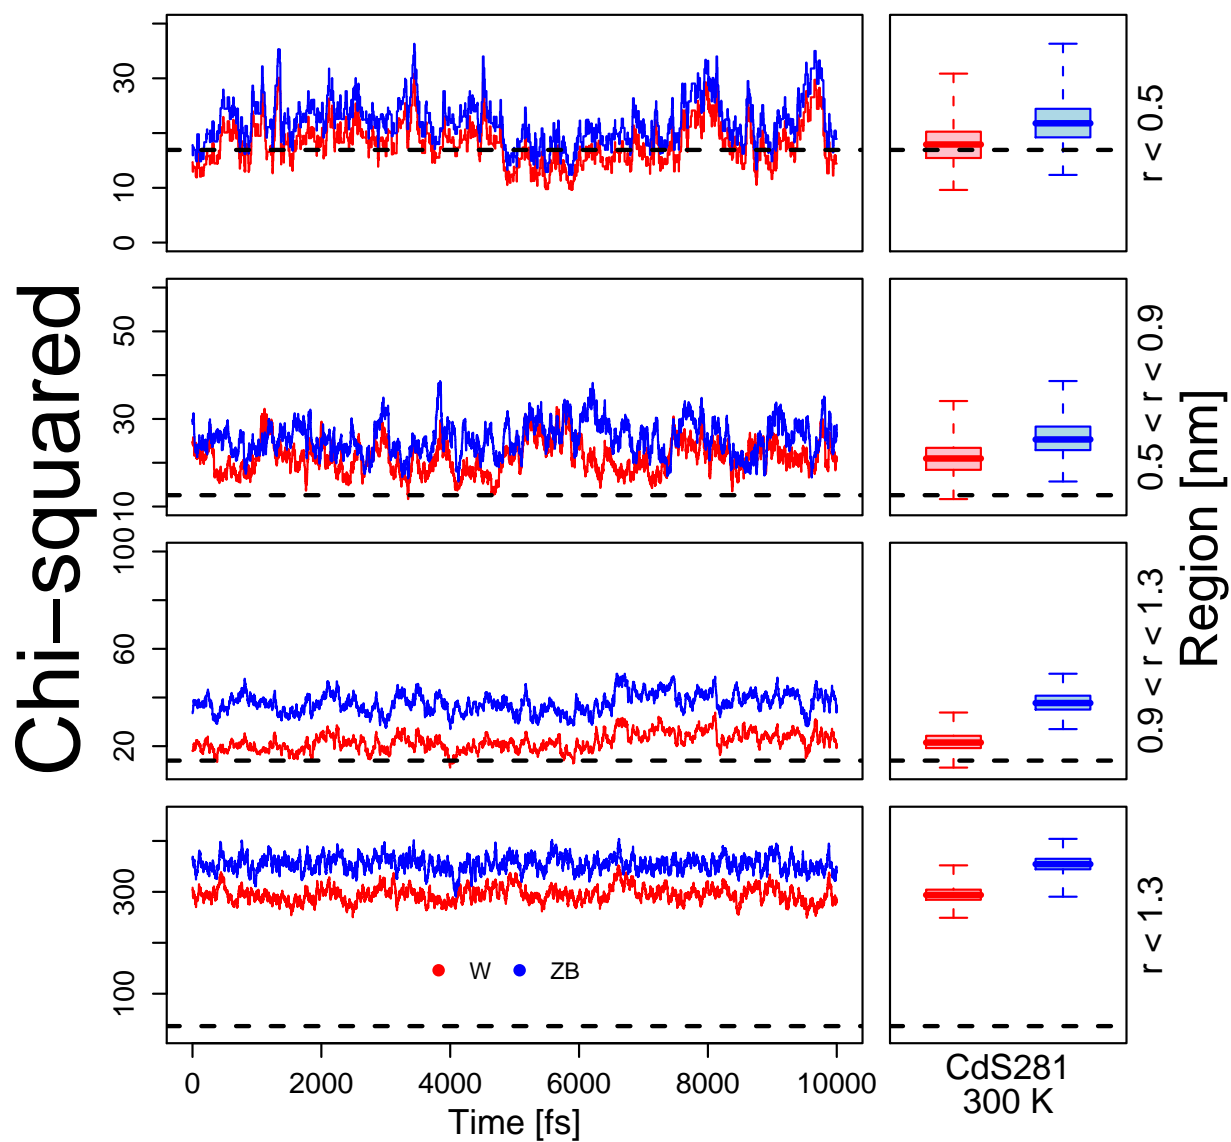 Chi−squared
30
10
0
r < 0.5
50
30
10
0.5 < r < 0.9
100
60
20
0.9 < r < 1.3
300
100
r < 1.3
Region [nm]
W
ZB
0
2000
4000
6000
8000
10000
Time [fs]
CdS281
300 K